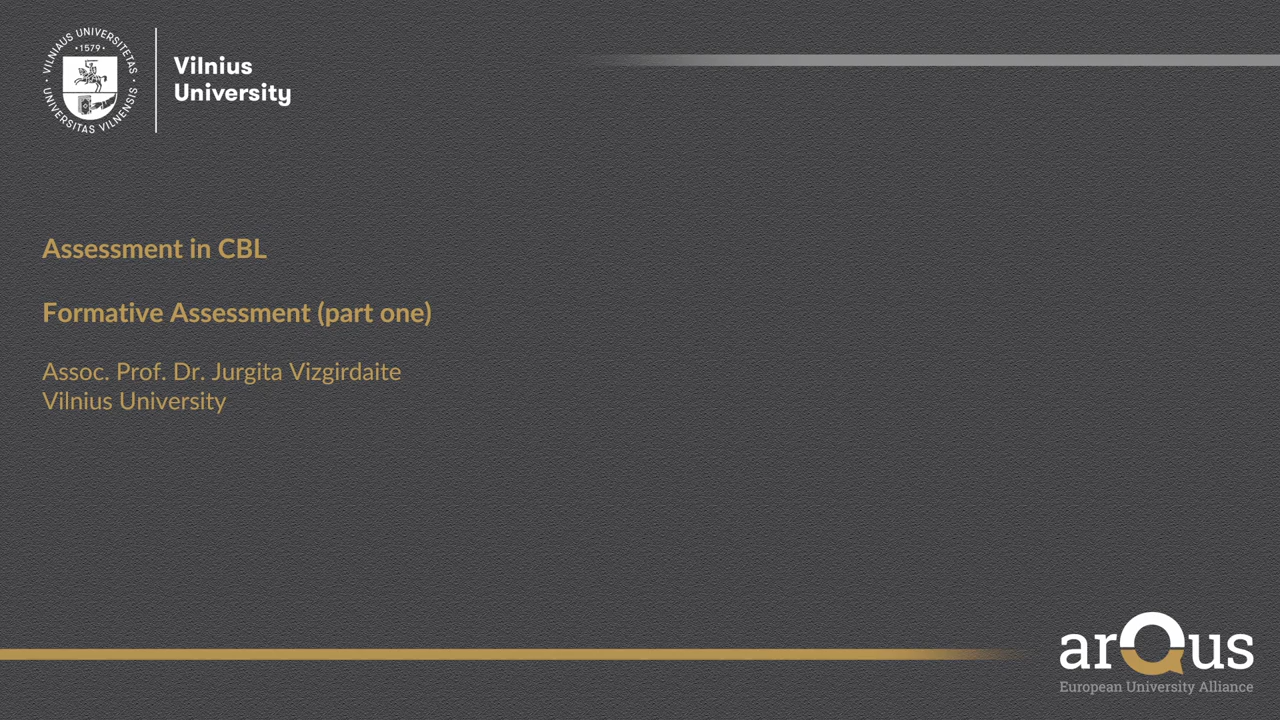 VILNIAUS UNIVERSITETAS
• 1579 •
UNIVERSITAS VILNENSIS
Vilnius
University
Assessment in CBL
Formative Assessment (part one)
Assoc. Prof. Dr. Jurgita Vizgirdaite
Vilnius University
arQus
European University Alliance